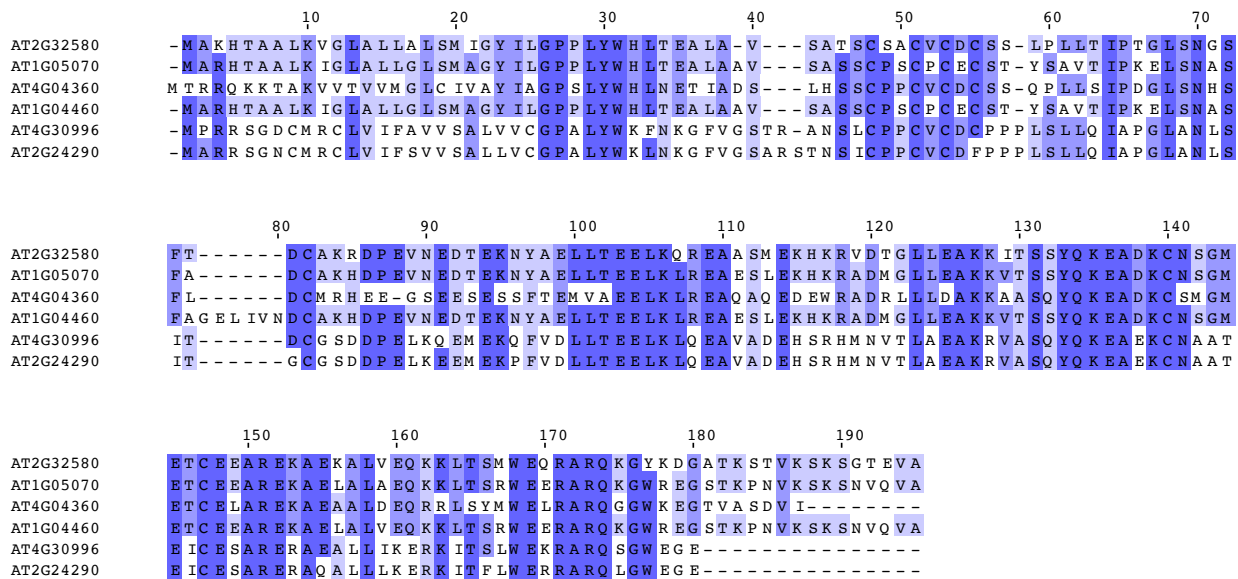 10 20 30 40 50 60 70
AT2G32580 -MAKHTAALKVGLALLALSMIGYILGPPLYWHLTEALA-V---SATSCSACVCDCSS-LPLLTIPTGLSNGS
AT1G05070 -MARHTAALKIGLALLGLSMAGYILGPPLYWHLTEALAAV---SASSCPSCPCECST-YSAVTIPKELSNAS
AT4G04360 MTRRQKKTAKVVTVVMGLCIVAYIAGPSLYWHLNETIADS---LHSSCPPCVCDCSS-QPLLSIPDGLSNHS
AT1G04460 -MARHTAALKIGLALLGLSMAGYILGPPLYWHLTEALAAV---SASSCPSCPCECST-YSAVTIPKELSNAS
AT4G30996 -MPRRSGDCMRCLVIFAVVSALVVCGPALYWKFNKGFVGSTR-ANSLCPPCVCDCPPPLSLLQIAPGLANLS
AT2G24290 -MARRSGNCMRCLVIFSVVSALLVCGPALYWKLNKGFVGSARSTNSICPPCVCDFPPPLSLLQIAPGLANLS
80 90 100 110 120 130 140
AT2G32580 FT------DCAKRDPEVNEDTEKNYAELLTEELKQREAASMEKHKRVDTGLLEAKKITSSYQKEADKCNSGM
AT1G05070 FA------DCAKHDPEVNEDTEKNYAELLTEELKLREAESLEKHKRADMGLLEAKKVTSSYQKEADKCNSGM
AT4G04360 FL------DCMRHEE-GSEESESSFTEMVAEELKLREAQAQEDEWRADRLLLDAKKAASQYQKEADKCSMGM
AT1G04460 FAGELIVNDCAKHDPEVNEDTEKNYAELLTEELKLREAESLEKHKRADMGLLEAKKVTSSYQKEADKCNSGM
AT4G30996 IT------DCGSDDPELKQEMEKQFVDLLTEELKLQEAVADEHSRHMNVTLAEAKRVASQYQKEAEKCNAAT
AT2G24290 IT------GCGSDDPELKEEMEKPFVDLLTEELKLQEAVADEHSRHMNVTLAEAKRVASQYQKEAEKCNAAT
150 160 170 180 190
AT2G32580 ETCEEAREKAEKALVEQKKLTSMWEQRARQKGYKDGATKSTVKSKSGTEVA
AT1G05070 ETCEEAREKAELALAEQKKLTSRWEERARQKGWREGSTKPNVKSKSNVQVA
AT4G04360 ETCELAREKAEAALDEQRRLSYMWELRARQGGWKEGTVASDVI--------
AT1G04460 ETCEEAREKAELALVEQKKLTSRWEERARQKGWREGSTKPNVKSKSNVQVA
AT4G30996 EICESARERAEALLIKERKITSLWEKRARQSGWEGE---------------
AT2G24290 EICESARERAQALLLKERKITFLWERRARQLGWEGE---------------